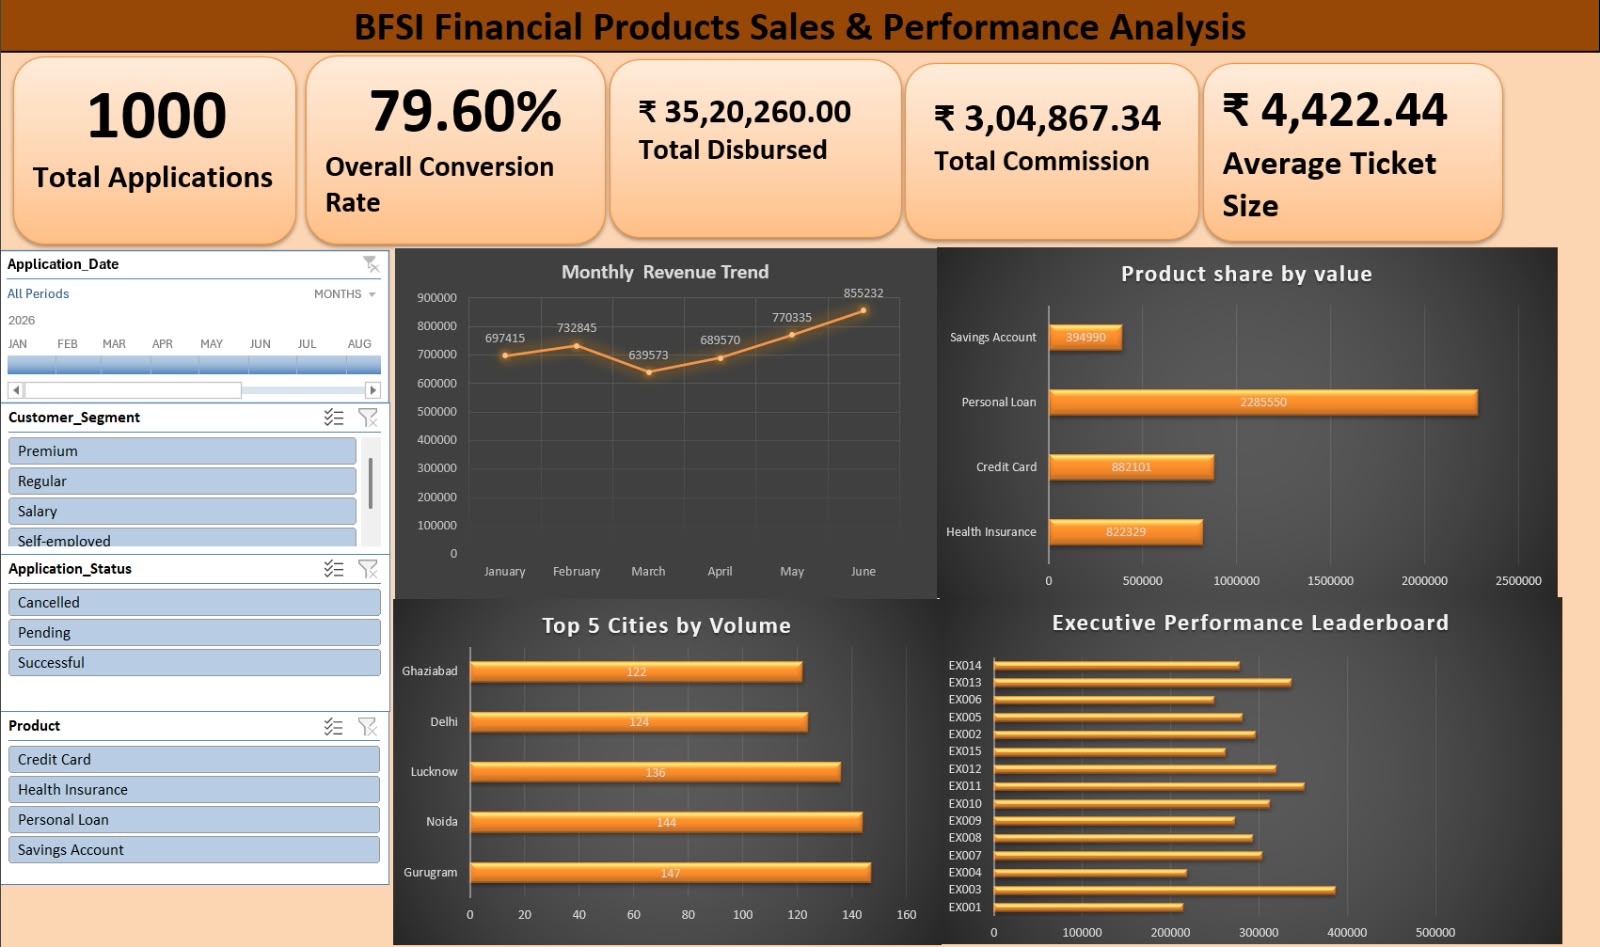 BFSI Financial Products Sales & Performance Analysis
1000
Total Applications
79.60%
Overall Conversion
Rate
₹ 35,20,260.00
Total Disbursed
₹ 3,04,867.34
Total Commission
₹ 4,422.44
Average Ticket
Size
Application_Date
All Periods MONTHS
2026
JAN FEB MAR APR MAY JUN JUL AUG
Customer_Segment
Premium
Regular
Salary
Self-employed
Application_Status
Cancelled
Pending
Successful
Product
Credit Card
Health Insurance
Personal Loan
Savings Account
Monthly Revenue Trend
900000
800000
700000
600000
500000
400000
300000
200000
100000
0
697415
732845
639573
689570
770335
855232
January February March April May June
Product share by value
Savings Account 394990
Personal Loan 2285550
Credit Card 882101
Health Insurance 822329
0 500000 1000000 1500000 2000000 2500000
Top 5 Cities by Volume
Ghaziabad 122
Delhi 124
Lucknow 136
Noida 144
Gurugram 147
0 20 40 60 80 100 120 140 160
Executive Performance Leaderboard
EX014
EX013
EX006
EX005
EX002
EX015
EX012
EX011
EX010
EX009
EX008
EX007
EX004
EX003
EX001
0 100000 200000 300000 400000 500000